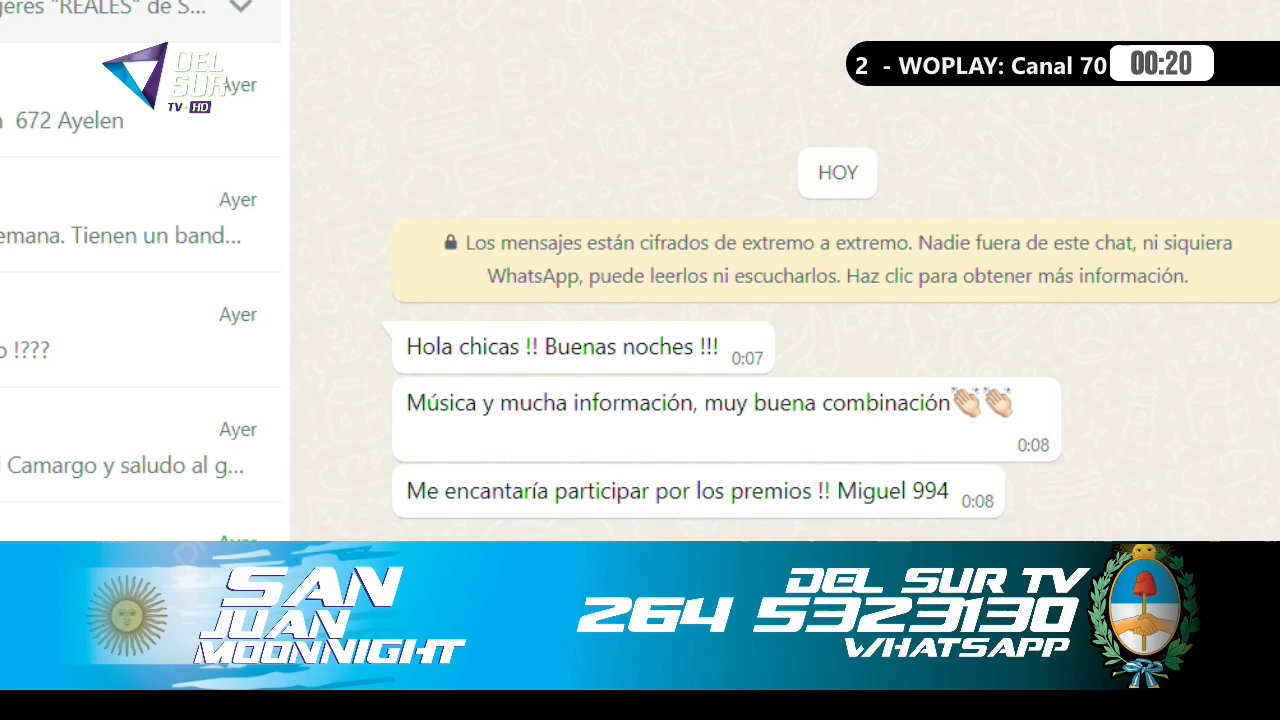 jeres "REALES" de S...
DEL
SUR
TV-HD
Ayer
672 Ayelen
Ayer
emana. Tienen un band...
Ayer
o !???
Ayer
Camargo y saludo al g...
Ayer
2 - WOPLAY: Canal 70
00:20
HOY
Los mensajes están cifrados de extremo a extremo. Nadie fuera de este chat, ni siquiera
WhatsApp, puede leerlos ni escucharlos. Haz clic para obtener más información.
Hola chicas !! Buenas noches !!! 0:07
Música y mucha información, muy buena combinación👏🏻👏🏻
0:08
Me encantaría participar por los premios !! Miguel 994 0:08
SAN
JUAN
MOONNIGHT
DEL SUR TV
264 5323130
WHATSAPP